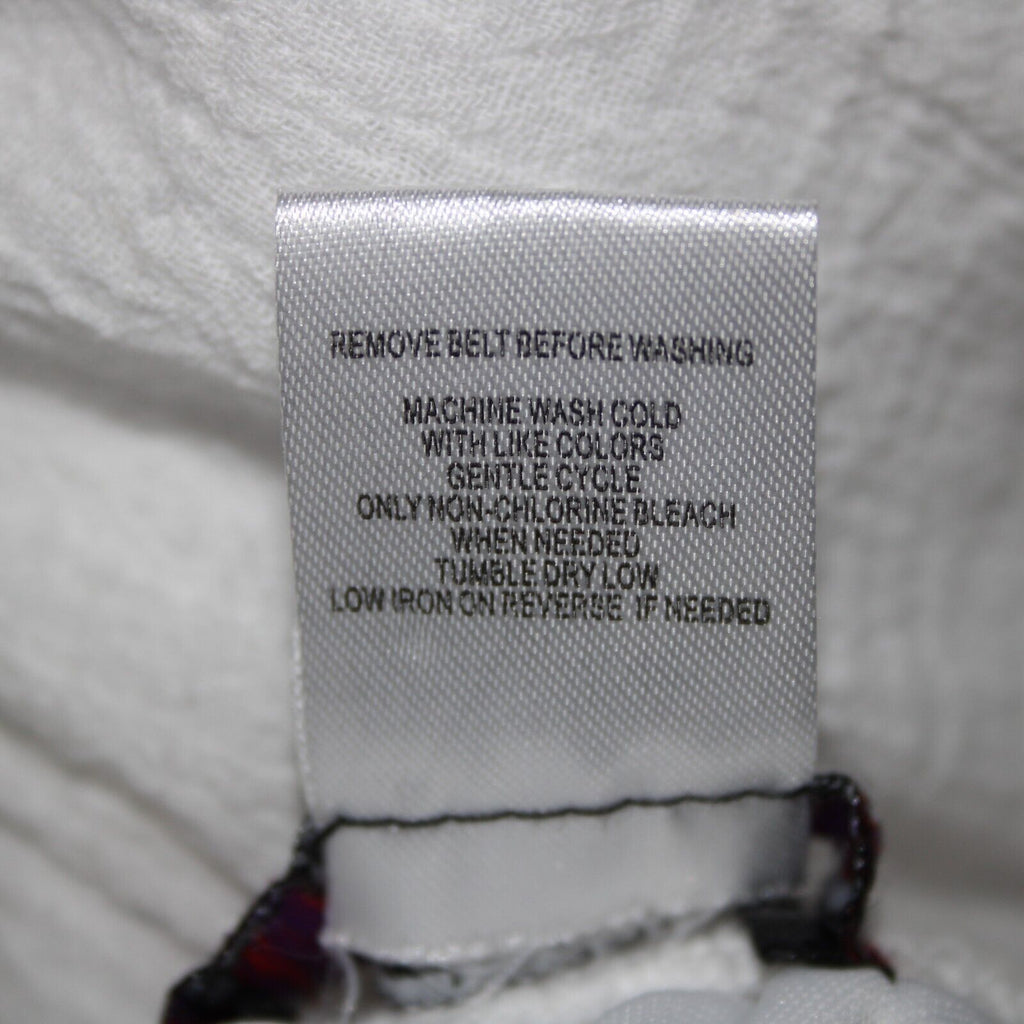 REMOVE BELT BEFORE WASHING
MACHINE WASH COLD
WITH LIKE COLORS
GENTLE CYCLE
ONLY NON-CHLORINE BLEACH
WHEN NEEDED
TUMBLE DRY LOW
LOW IRON ON REVERSE IF NEEDED